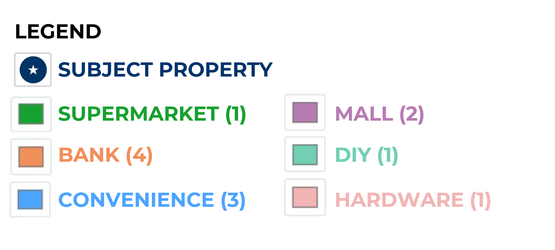 LEGEND
SUBJECT PROPERTY
SUPERMARKET (1)
MALL (2)
BANK (4)
DIY (1)
CONVENIENCE (3)
HARDWARE (1)